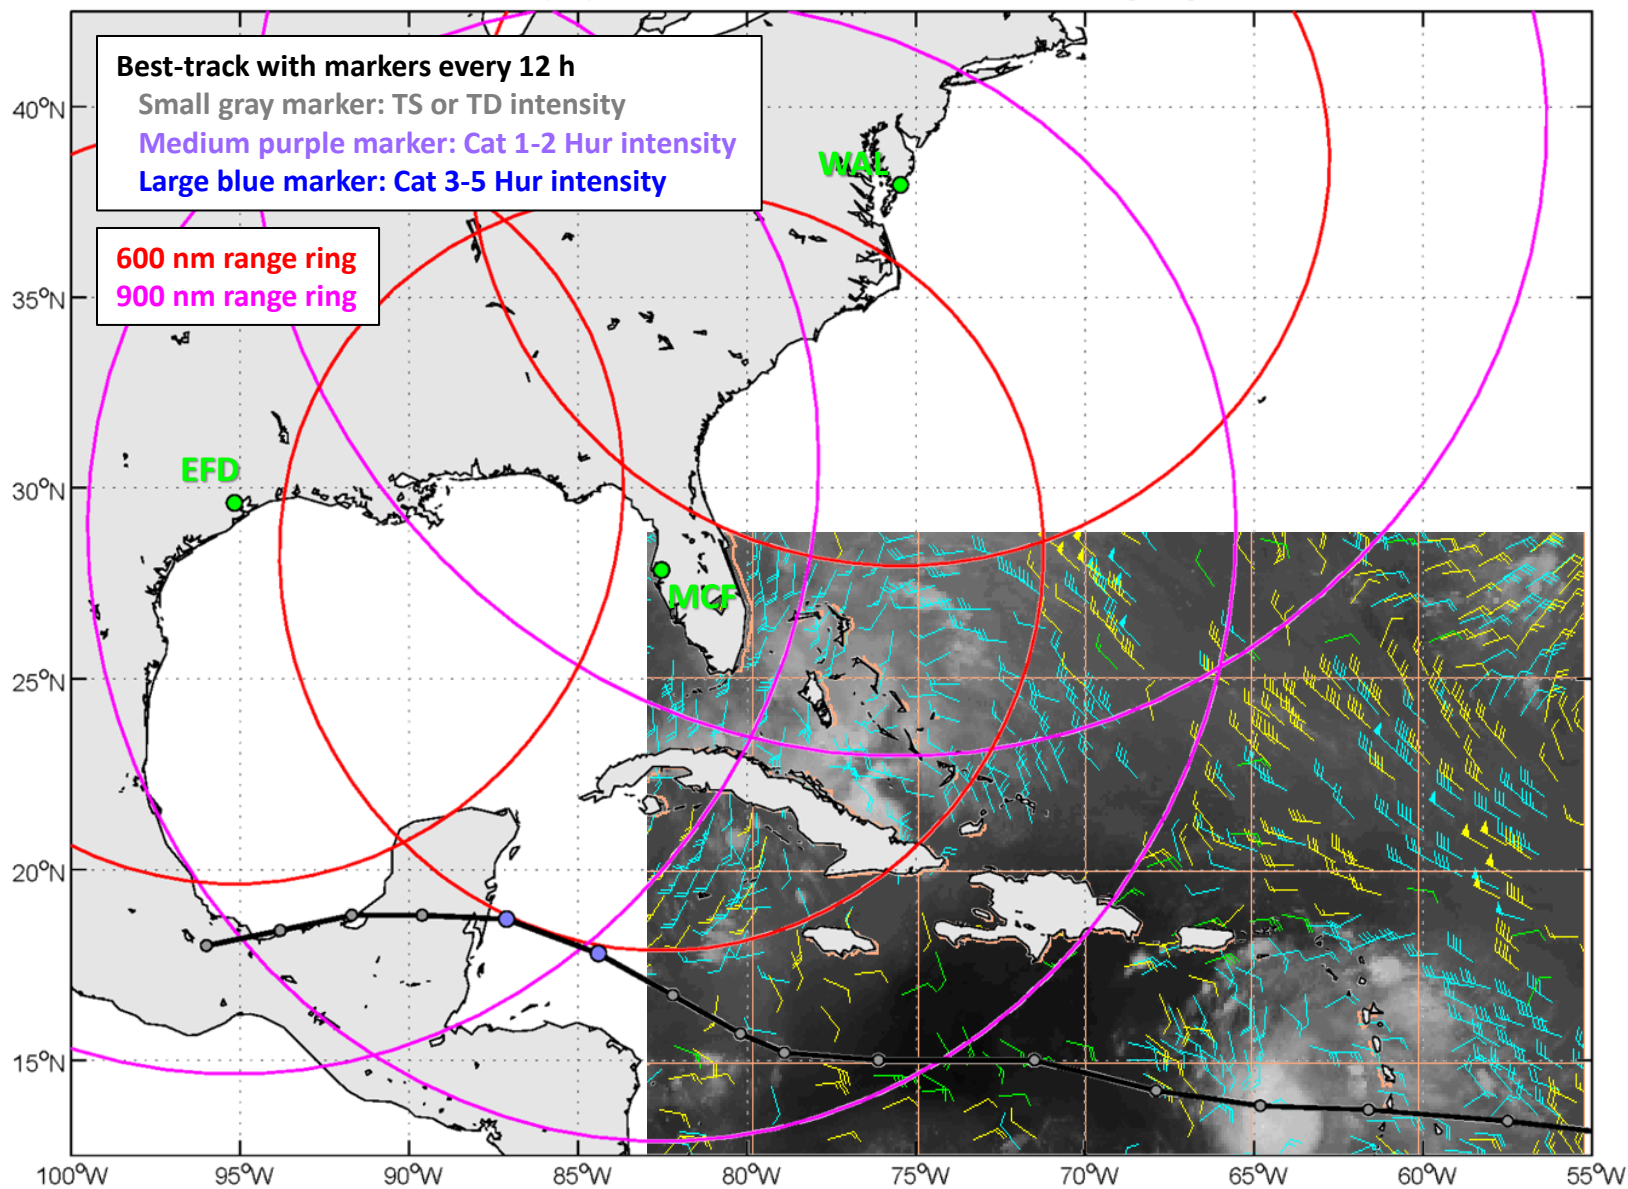 Best-track with markers every 12 h
Small gray marker: TS or TD intensity
Medium purple marker: Cat 1-2 Hur intensity
Large blue marker: Cat 3-5 Hur intensity
600 nm range ring
900 nm range ring
WAL
EFD
MCF
40°N
35°N
30°N
25°N
20°N
15°N
100°W
95°W
90°W
85°W
80°W
75°W
70°W
65°W
60°W
55°W